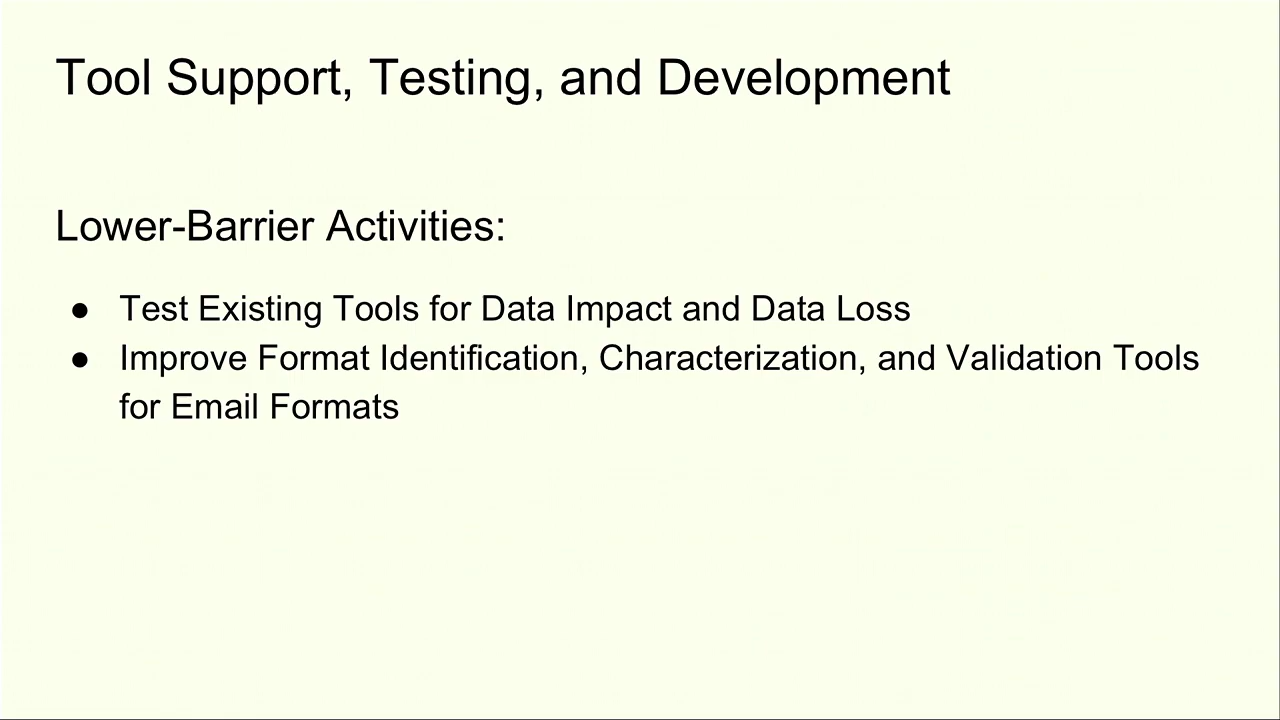 Tool Support, Testing, and Development
Lower-Barrier Activities:
● Test Existing Tools for Data Impact and Data Loss
● Improve Format Identification, Characterization, and Validation Tools
for Email Formats